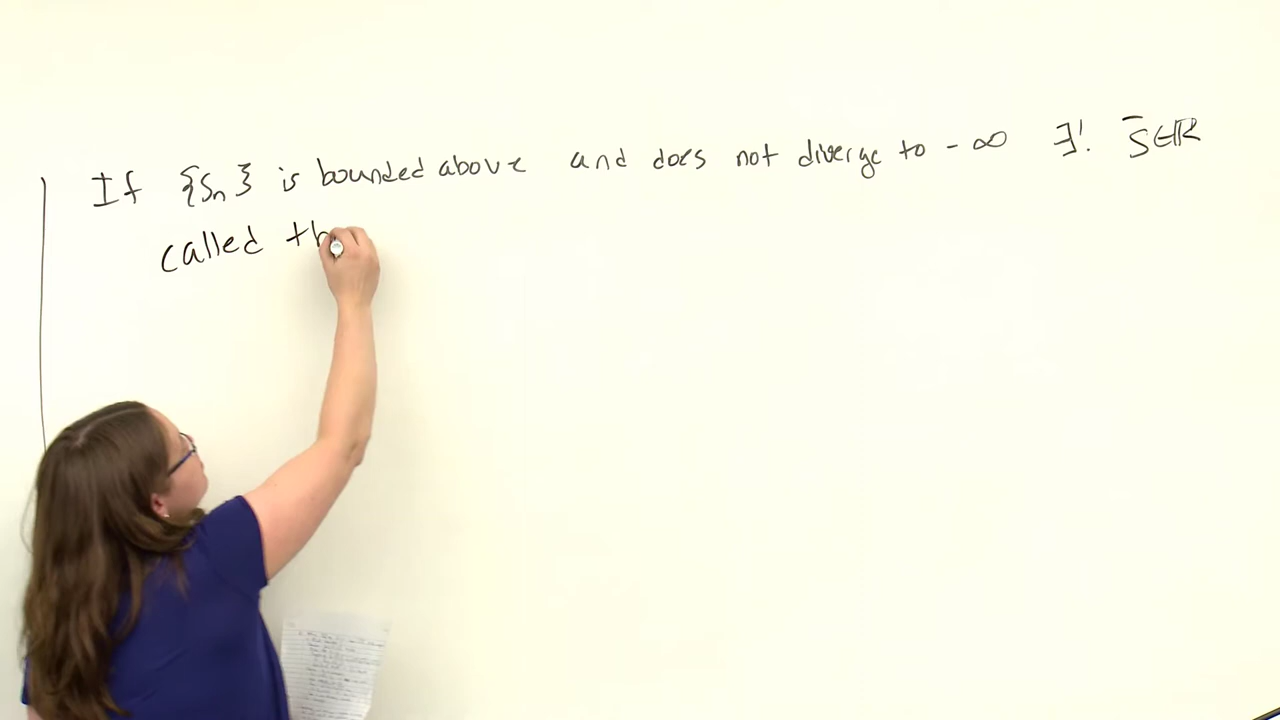 If {Sₙ} is bounded above and does not diverge to - ∞ ∃! S̄∈ℝ
called th